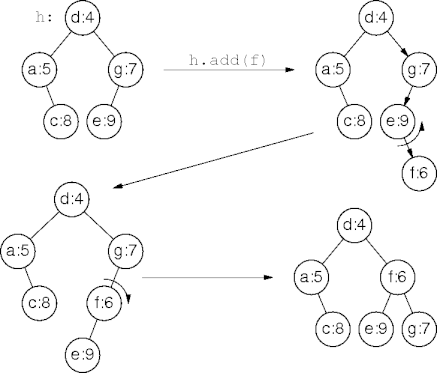 h: d:4
d:4
a:5 g:7
h.add(f)
a:5 g:7
c:8 e:9
c:8 e:9
f:6
d:4
d:4
a:5 g:7
a:5 f:6
c:8 f:6
c:8 e:9 g:7
e:9